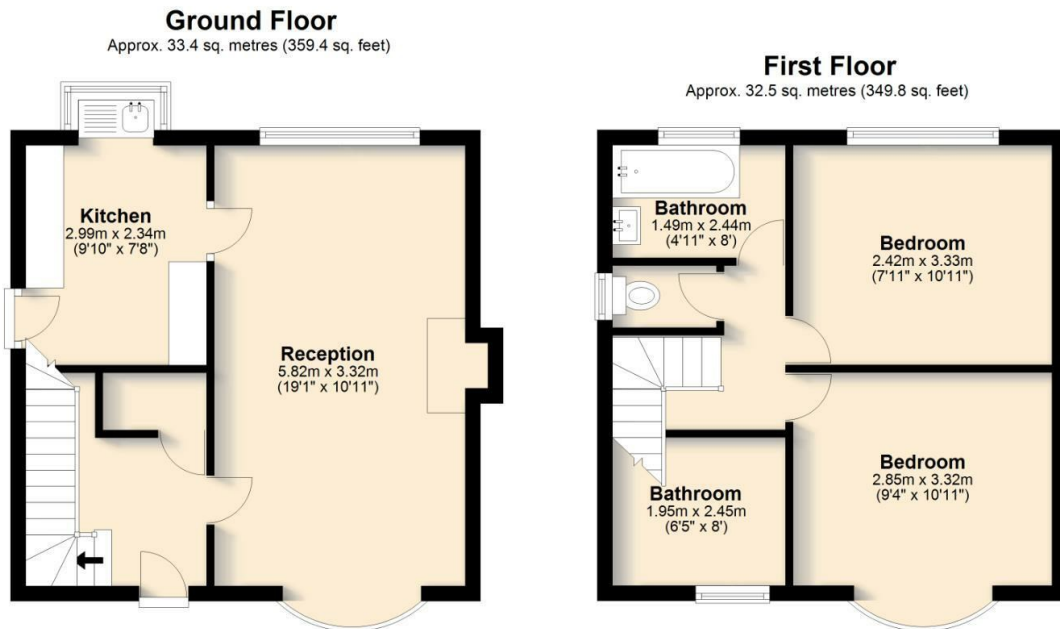 Ground Floor
Approx. 33.4 sq. metres (359.4 sq. feet)
Kitchen
2.99m x 2.34m
(9'10" x 7'8")
Reception
5.82m x 3.32m
(19'1" x 10'11")
First Floor
Approx. 32.5 sq. metres (349.8 sq. feet)
Bathroom
1.49m x 2.44m
(4'11" x 8')
Bedroom
2.42m x 3.33m
(7'11" x 10'11")
Bathroom
1.95m x 2.45m
(6'5" x 8')
Bedroom
2.85m x 3.32m
(9'4" x 10'11")